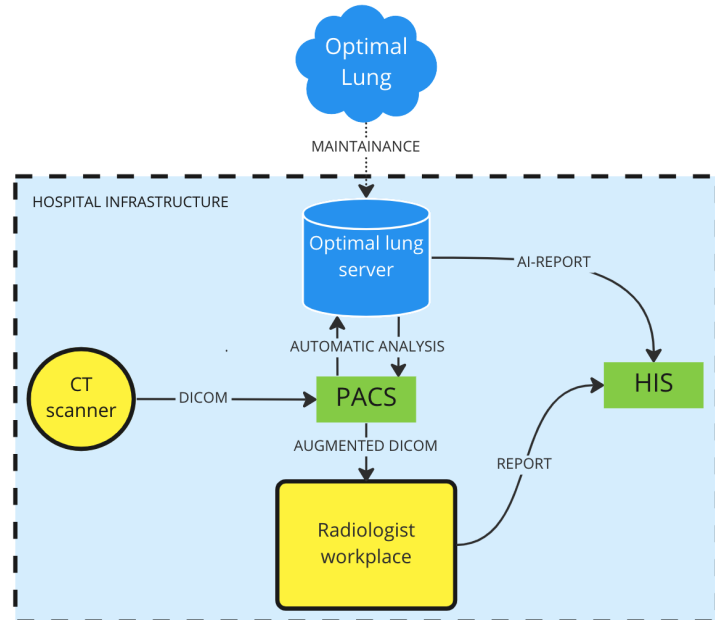 Optimal
Lung
MAINTAINANCE
HOSPITAL INFRASTRUCTURE
Optimal lung
server
AI-REPORT
AUTOMATIC ANALYSIS
CT
scanner
DICOM
PACS
HIS
AUGMENTED DICOM
REPORT
Radiologist
workplace